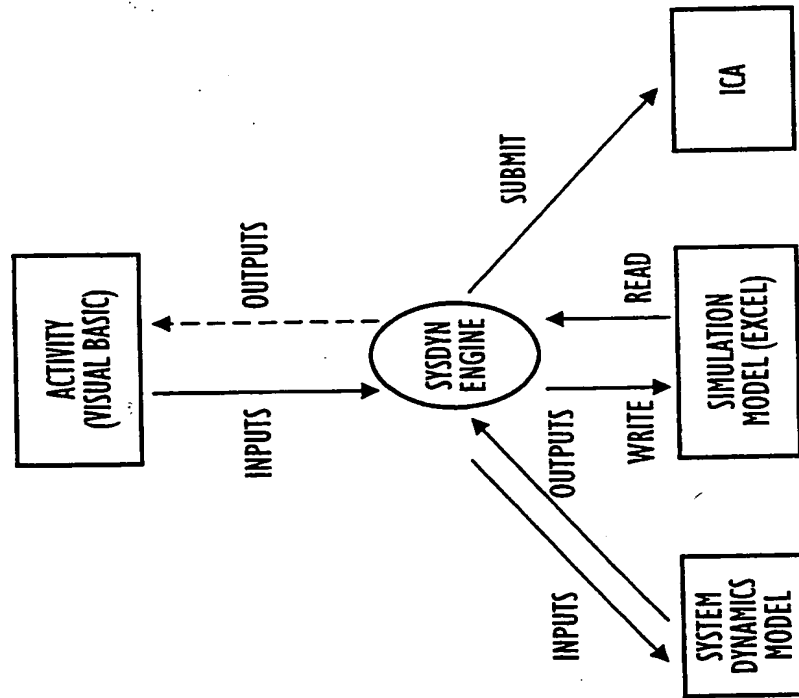 ACTIVITY
(VISUAL BASIC)
INPUTS
OUTPUTS
SYSDYN
ENGINE
SUBMIT
INPUTS
OUTPUTS
WRITE
READ
SYSTEM
DYNAMICS
MODEL
SIMULATION
MODEL (EXCEL)
ICA